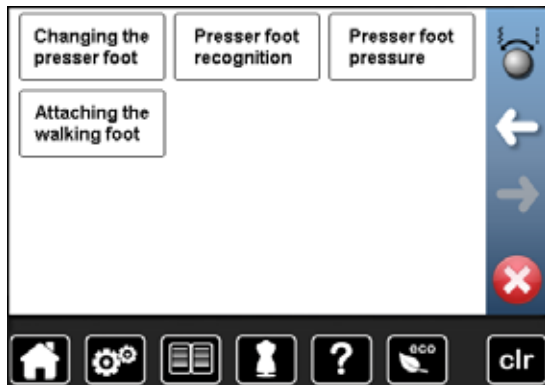 Changing the
presser foot
Presser foot
recognition
Presser foot
pressure
Attaching the
walking foot
?
eco
clr